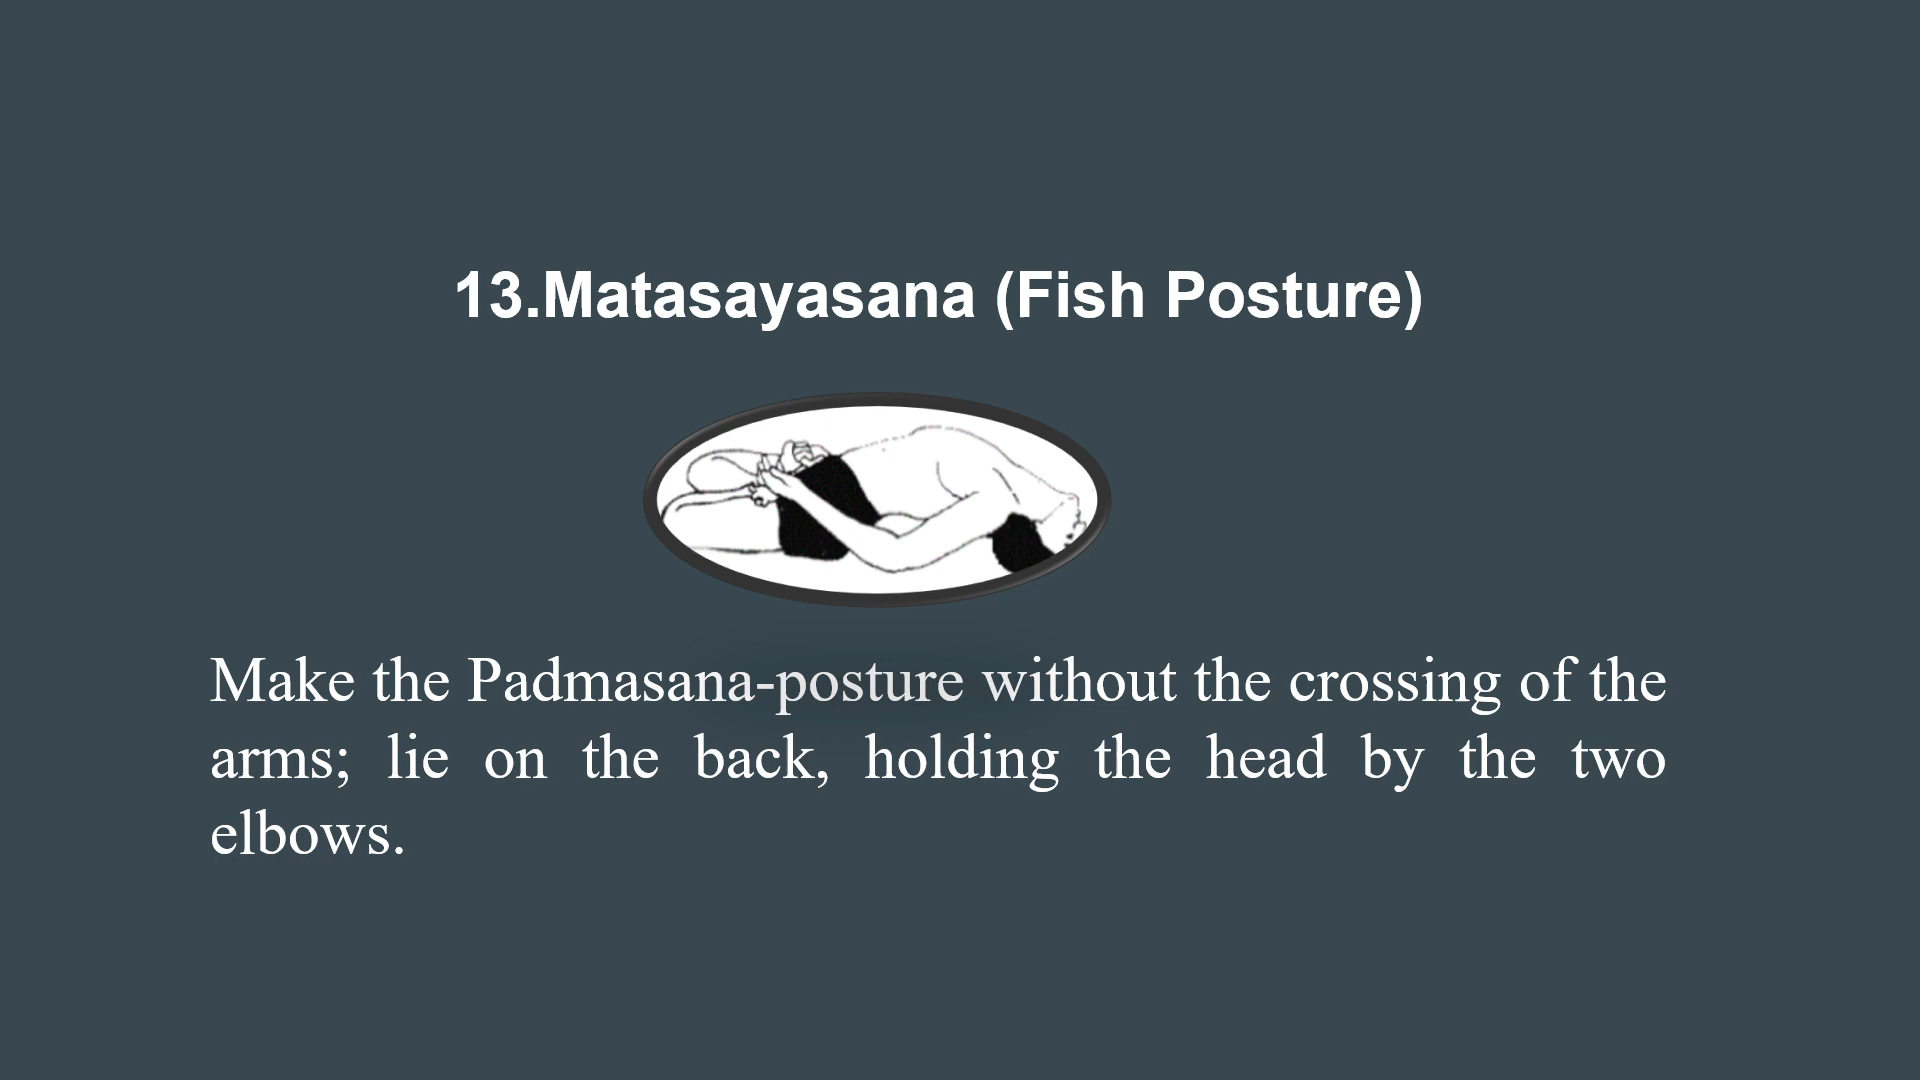 13.Matasayasana (Fish Posture)
Make the Padmasana-posture without the crossing of the
arms; lie on the back, holding the head by the two
elbows.